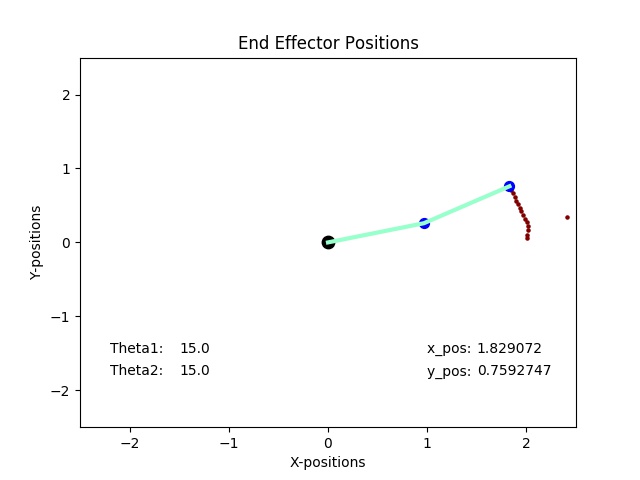 End Effector Positions
2
1
0
−1
−2
Y-positions
Theta1: 15.0
Theta2: 15.0
x_pos: 1.829072
y_pos: 0.7592747
−2 −1 0 1 2
X-positions